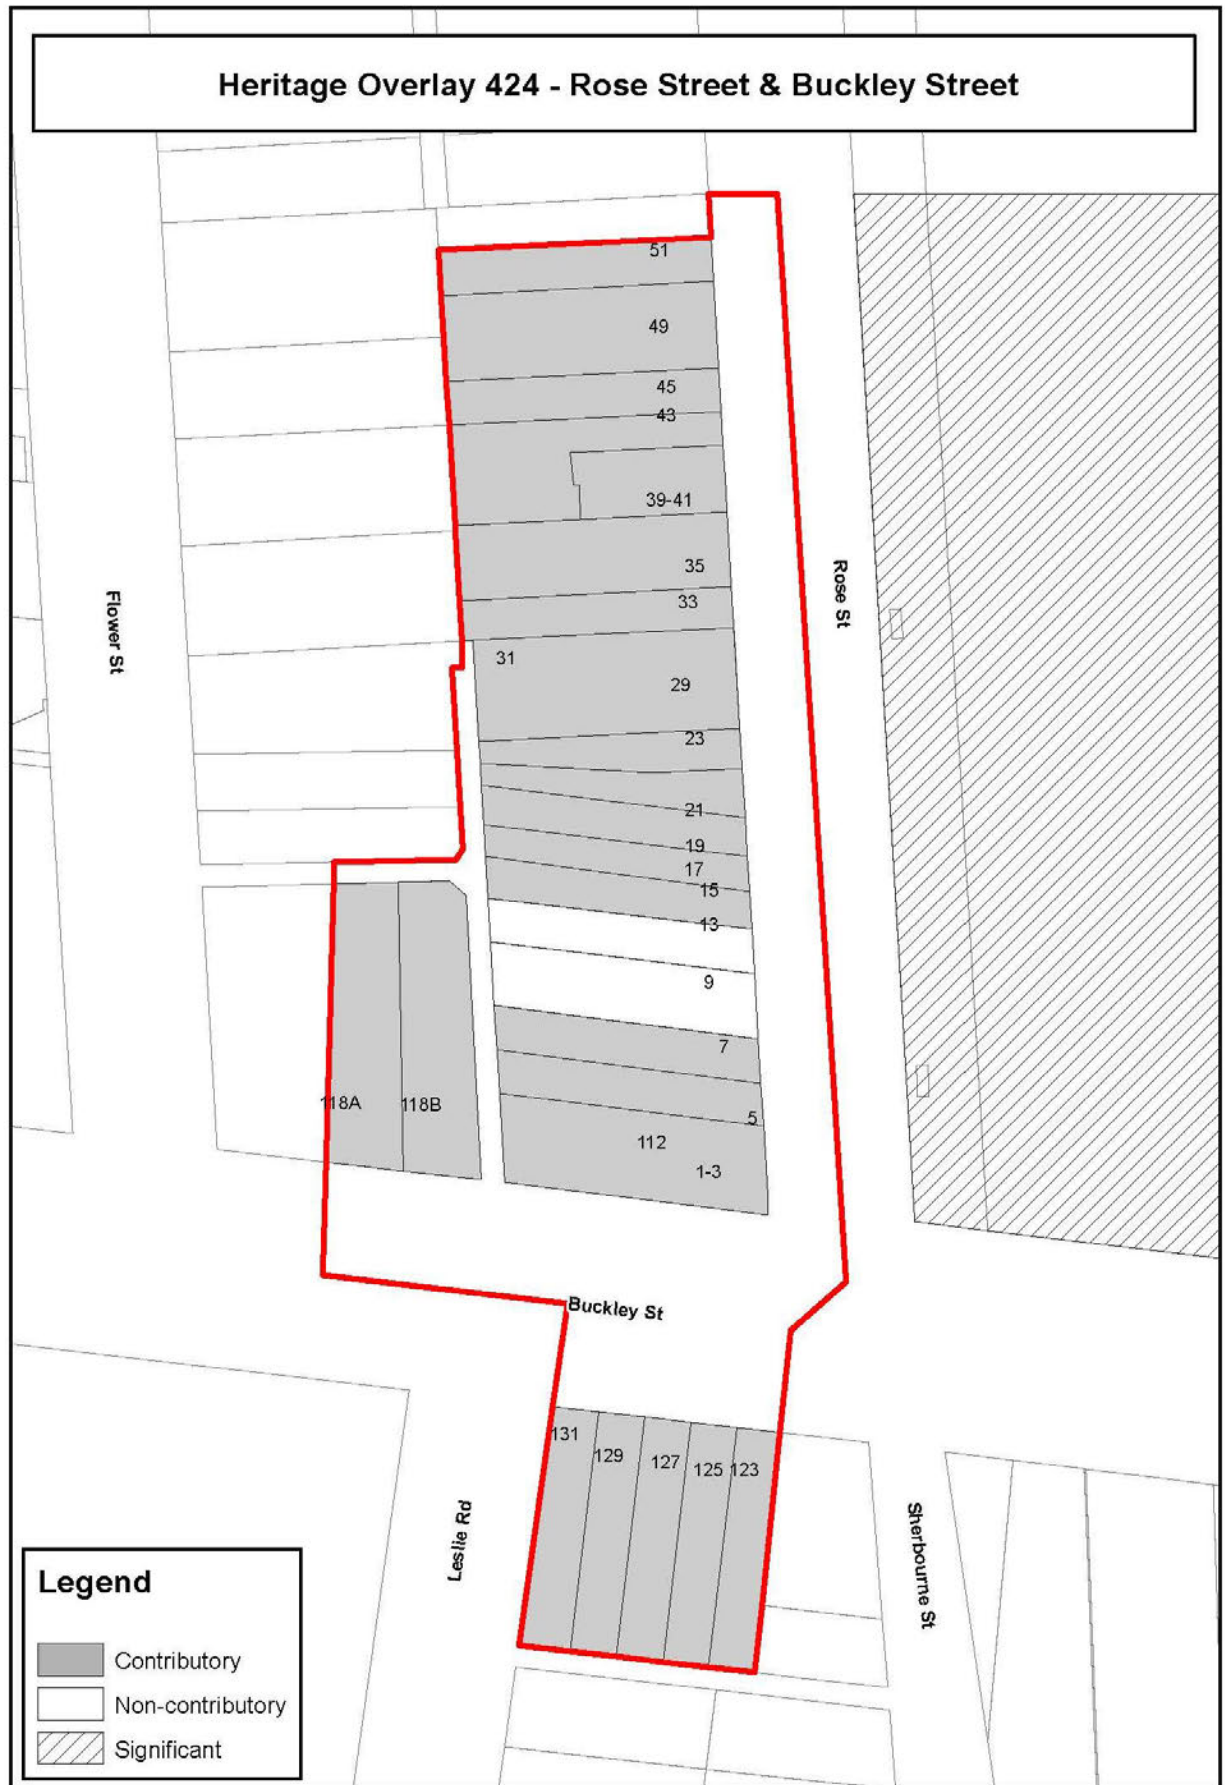 Heritage Overlay 424 - Rose Street & Buckley Street
51
49
45
43
39-41
35
33
31
29
23
21
19
17
15
13
9
7
5
112
1-3
118A
118B
Flower St
Rose St
Buckley St
131
129
127
125
123
Leslie Rd
Sherbourne St
Legend
Contributory
Non-contributory
Significant